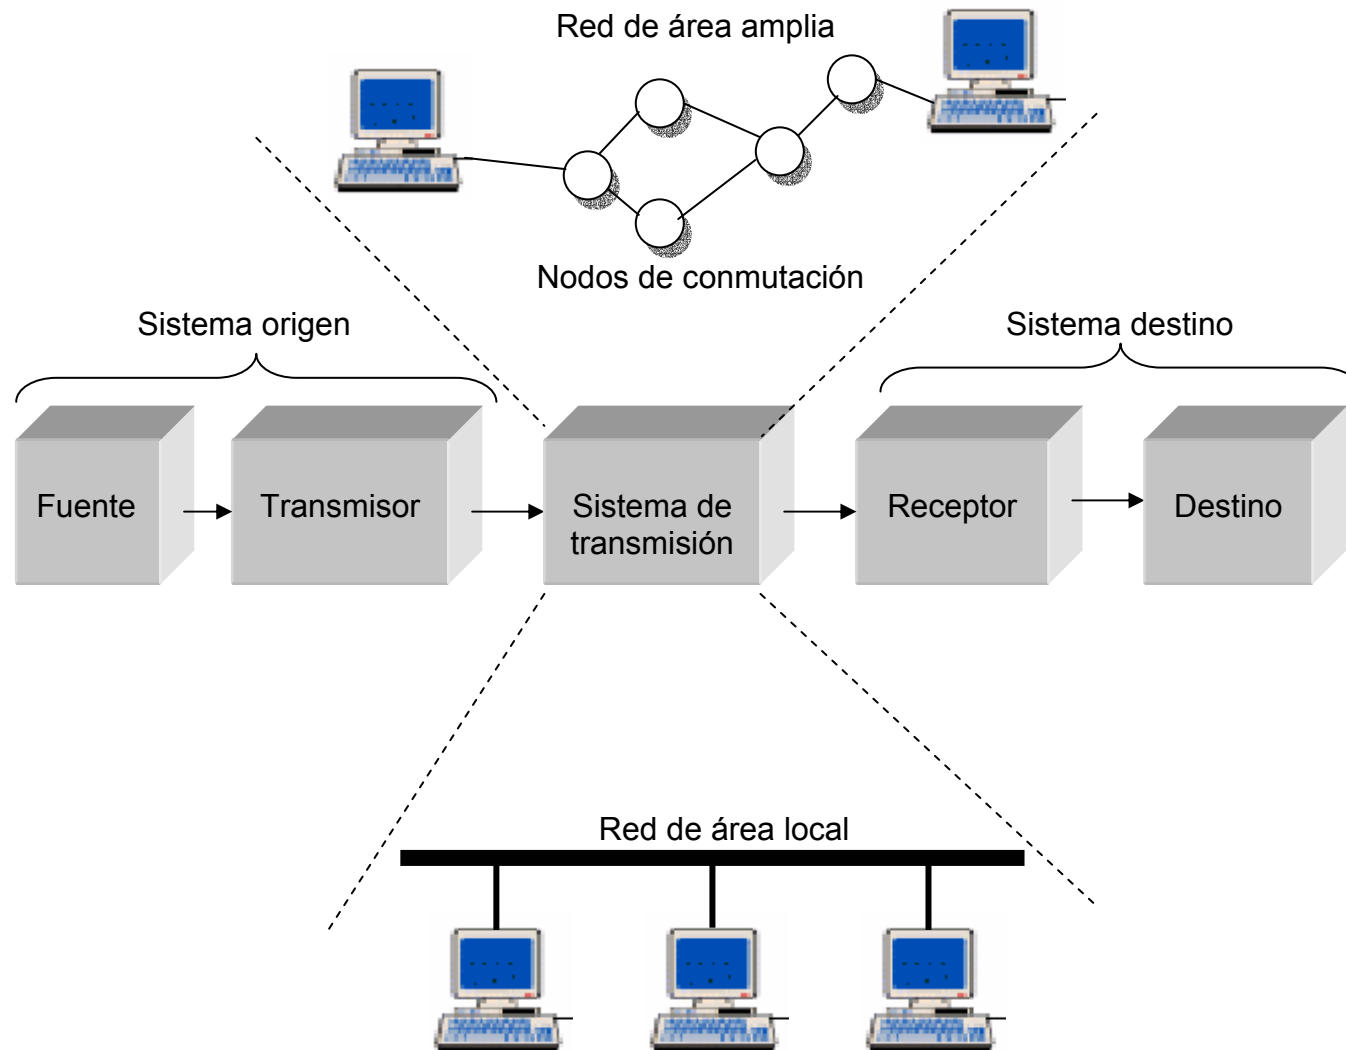 Red de área amplia
Nodos de conmutación
Sistema origen
Sistema destino
Fuente
Transmisor
Sistema de
transmisión
Receptor
Destino
Red de área local